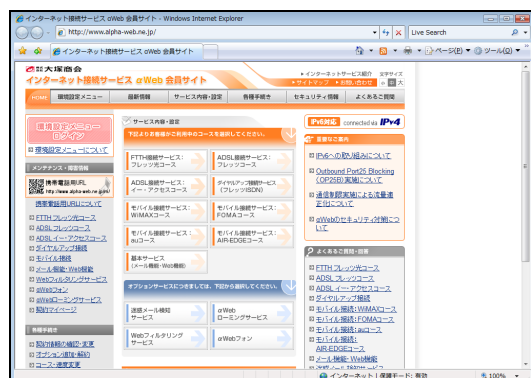 インターネット接続サービス αWeb 会員サイト - Windows Internet Explorer
http://www.alpha-web.ne.jp/
Live Search
インターネット接続サービス αWeb 会員サイト
ページ(P)
ツール(O)
大塚商会
インターネット接続サービス αWeb 会員サイト
インターネットサービス紹介
文字サイズ
サイトマップ
お問い合わせ
小 中 大
HOME
環境設定メニュー
最新情報
サービス内容・設定
各種手続き
セキュリティ情報
よくあるご質問
環境設定メニュー
ログイン
環境設定メニューについて
メンテナンス・障害情報
携帯電話用URL
http://www.alpha-web.ne.jp/m/
携帯電話用URLについて
FTTH フレッツ光コース
ADSL フレッツコース
ADSL イー・アクセスコース
ダイヤルアップ接続
モバイル接続
メール機能・Web機能
Webフィルタリングサービス
αWebフォン
αWebローミングサービス
契約マイページ
各種手続き
契約情報の確認・変更
オプション追加・解約
コース・速度変更
サービス内容・設定
下記よりお客様がご利用中のコースを選択してください。
FTTH接続サービス:
フレッツ光コース
ADSL接続サービス:
フレッツコース
ADSL接続サービス:
イー・アクセスコース
ダイヤルアップ接続サービス
(フレッツISDN)
モバイル接続サービス:
WiMAXコース
モバイル接続サービス:
FOMAコース
モバイル接続サービス:
auコース
モバイル接続サービス:
AIR-EDGEコース
基本サービス
(メール機能・Web機能)
オプションサービスにつきましては、下記から選択してください。
迷惑メール検知
サービス
αWeb
ローミングサービス
Webフィルタリング
サービス
αWebフォン
IPv6対応 connected via IPv4
重要なご案内
IPv6への取り組みについて
Outbound Port25 Blocking
(OP25B)実施について
通信制限実施による流量適
正化について
αWebのセキュリティ対策につ
いて
よくあるご質問・回答
FTTH フレッツ光コース
ADSL フレッツコース
ADSL イー・アクセスコース
ダイヤルアップ接続
モバイル接続:WiMAXコース
モバイル接続:FOMAコース
モバイル接続:auコース
モバイル接続:
AIR-EDGEコース
メール機能・Web機能
迷惑メール検知サービス
インターネット | 保護モード: 有効
100%